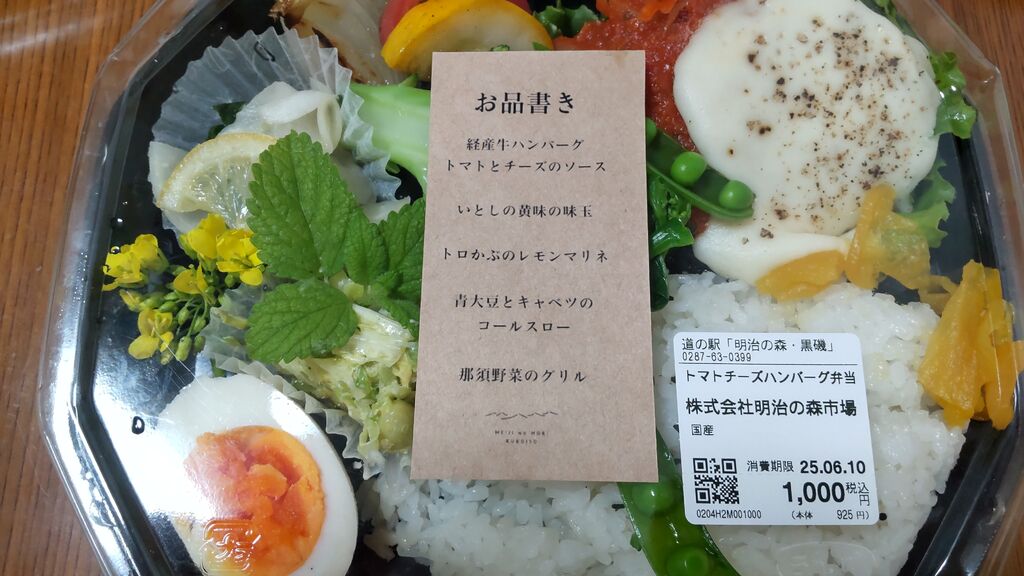 お品書き
経産牛ハンバーグ
トマトとチーズのソース
いとしの黄味の味玉
トロかぶのレモンマリネ
青大豆とキャベツの
コールスロー
那須野菜のグリル
MEIJI no MORI
KUROISO
道の駅「明治の森・黒磯」
0287-63-0399
トマトチーズハンバーグ弁当
株式会社明治の森市場
国産
消費期限 25.06.10
1,000税込円
0204H2M001000 (本体 925円)